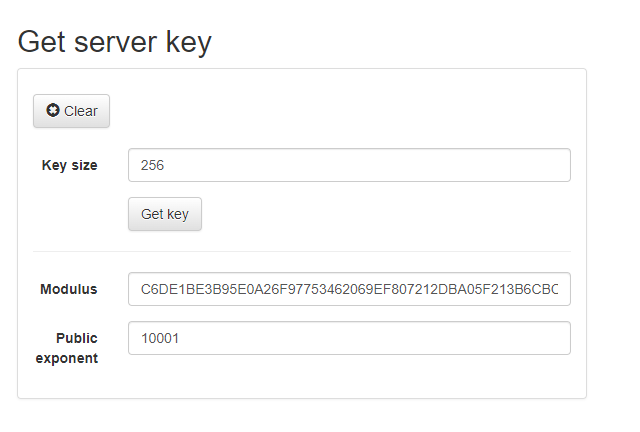 Get server key
Clear
Key size
256
Get key
Modulus
C6DE1BE3B95E0A26F97753462069EF807212DBA05F213B6CBC
Public
exponent
10001